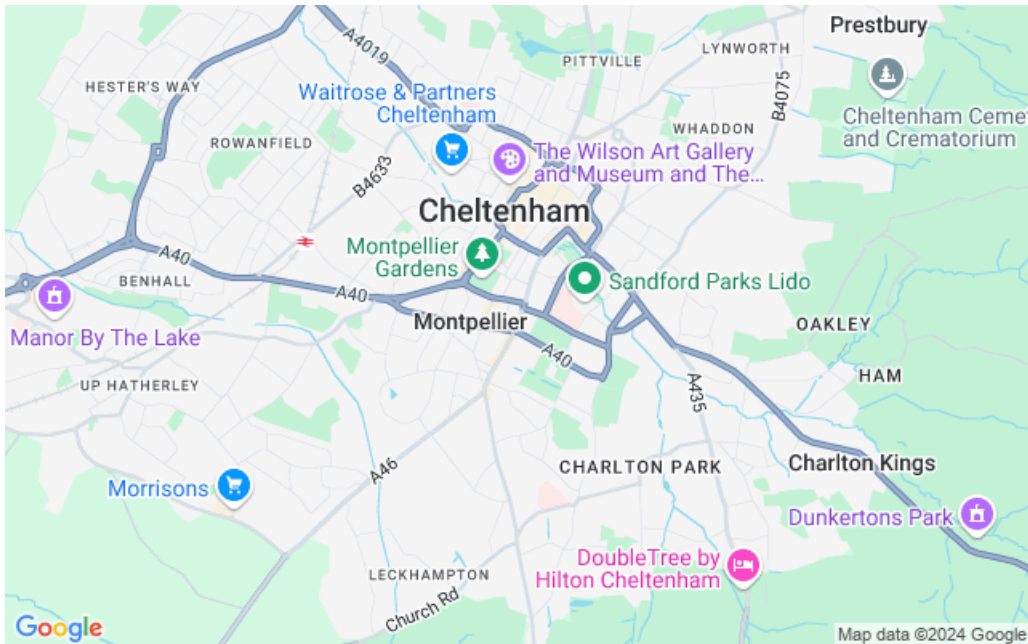 Prestbury
A4019
LYNWORTH
PITTVILLE
HESTER'S WAY
Waitrose & Partners
Cheltenham
B4075
Cheltenham Ceme
and Crematorium
WHADDON
ROWANFIELD
B4633
The Wilson Art Gallery
and Museum and The...
Cheltenham
Montpellier
Gardens
A40
BENHALL
Sandford Parks Lido
A40
Manor By The Lake
Montpellier
OAKLEY
A40
UP HATHERLEY
HAM
A435
A46
CHARLTON PARK
Charlton Kings
Morrisons
Dunkertons Park
DoubleTree by
Hilton Cheltenham
LECKHAMPTON
Church Rd
Google
Map data ©2024 Google